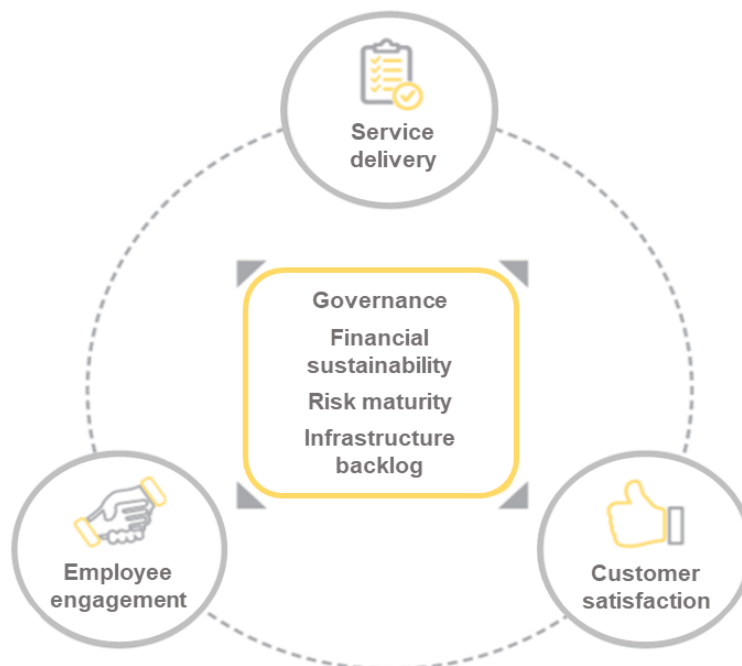 Service
delivery
Governance
Financial
sustainability
Risk maturity
Infrastructure
backlog
Employee
engagement
Customer
satisfaction